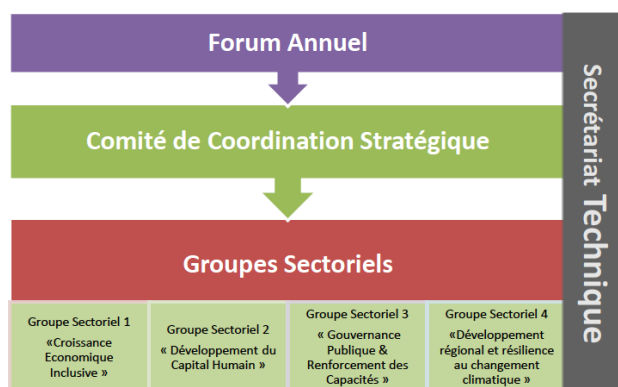 Forum Annuel
Comité de Coordination Stratégique
Groupes Sectoriels
Groupe Sectoriel 1
«Croissance
Economique
Inclusive »
Groupe Sectoriel 2
« Développement du
Capital Humain »
Groupe Sectoriel 3
« Gouvernance
Publique &
Renforcement des
Capacités »
Groupe Sectoriel 4
«Développement
régional et résilience
au changement
climatique »
Secrétariat Technique